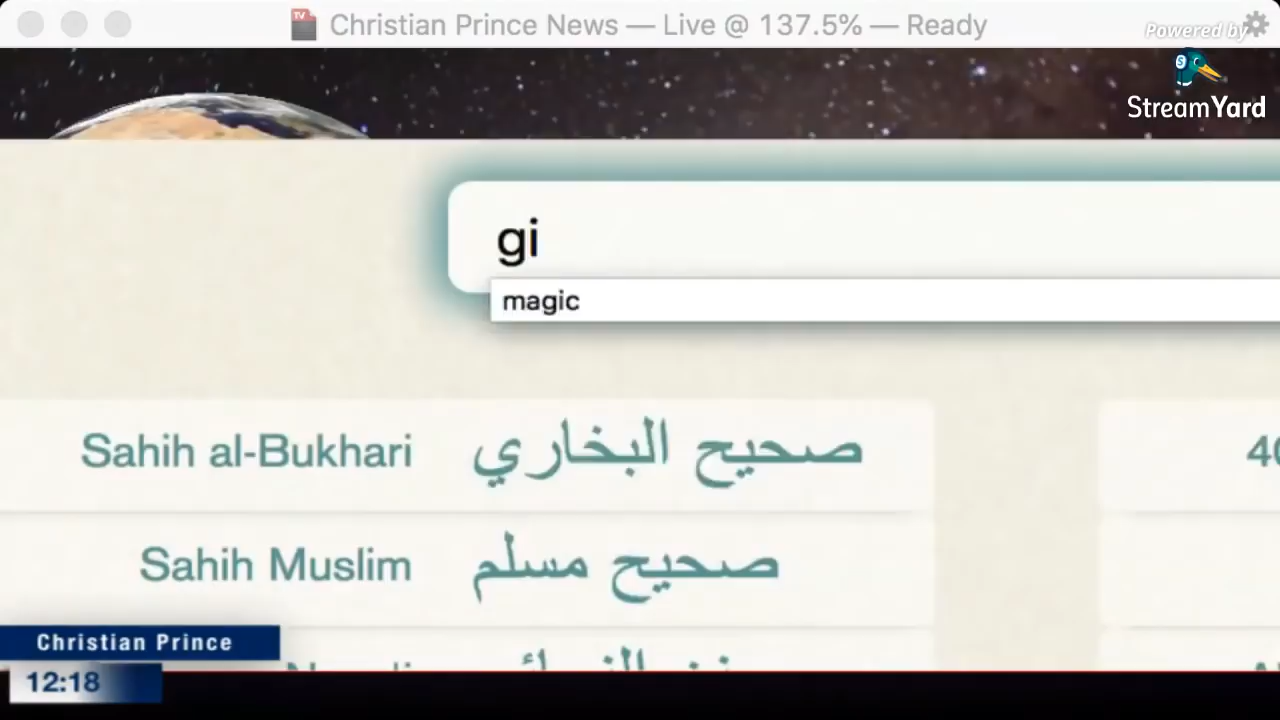 Christian Prince News — Live @ 137.5% — Ready
Powered by
StreamYard
gi
magic
Sahih al-Bukhari صحيح البخاري
Sahih Muslim صحيح مسلم
Christian Prince
12:18